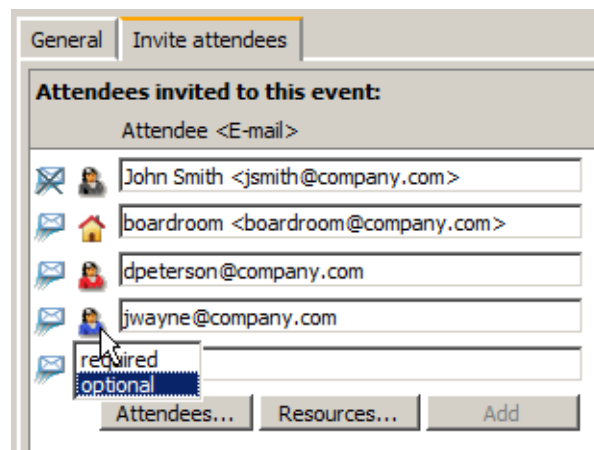 General Invite attendees
Attendees invited to this event:
Attendee <E-mail>
John Smith <jsmith@company.com>
boardroom <boardroom@company.com>
dpeterson@company.com
jwayne@company.com
required
optional
Attendees... Resources... Add